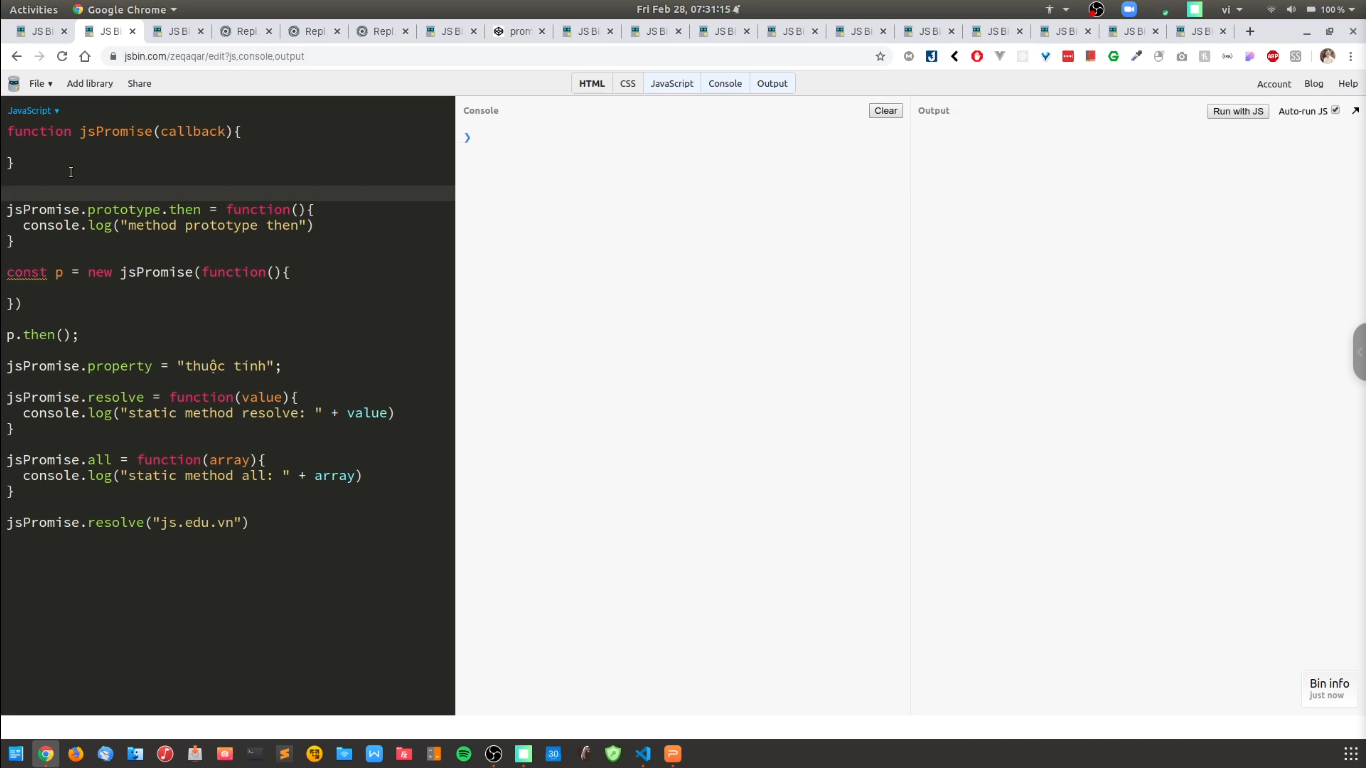 Activities Google Chrome ▾ Fri Feb 28, 07:31:15 vi ▾ 100 % ▾
JS Bi × JS Bi × JS Bi × Repl × Repl × Repl × JS Bi × pron × JS Bi × JS Bi × JS Bi × JS Bi × JS Bi × JS Bi × JS Bi × JS Bi × JS Bi × JS Bi × +
jsbin.com/zeqaqar/edit?js,console,output
File ▾ Add library Share HTML CSS JavaScript Console Output Account Blog Help
JavaScript ▾ Console Clear Output Run with JS Auto-run JS
function jsPromise(callback){
❯
}
jsPromise.prototype.then = function(){
console.log("method prototype then")
}
const p = new jsPromise(function(){
})
p.then();
jsPromise.property = "thuộc tính";
jsPromise.resolve = function(value){
console.log("static method resolve: " + value)
}
jsPromise.all = function(array){
console.log("static method all: " + array)
}
jsPromise.resolve("js.edu.vn")
Bin info
just now